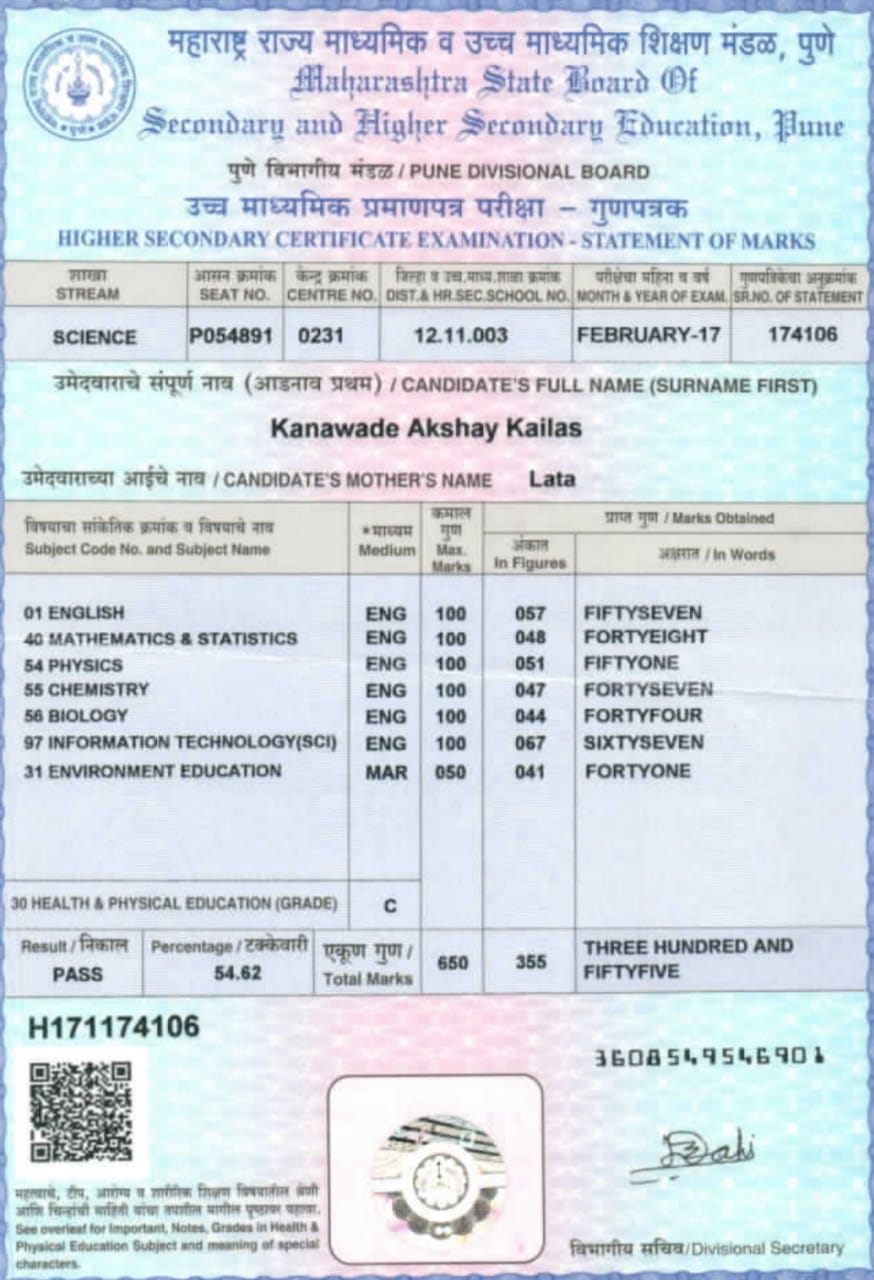 महाराष्ट्र राज्य माध्यमिक व उच्च माध्यमिक शिक्षण मंडळ, पुणे
Maharashtra State Board Of
Secondary and Higher Secondary Education, Pune
पुणे विभागीय मंडळ / PUNE DIVISIONAL BOARD
उच्च माध्यमिक प्रमाणपत्र परीक्षा – गुणपत्रक
HIGHER SECONDARY CERTIFICATE EXAMINATION - STATEMENT OF MARKS
शाखा आसन क्रमांक केन्द्र क्रमांक जिल्हा व उच्च.माध्य.शाळा क्रमांक परीक्षेचा महिना व वर्ष गुणपत्रिकेचा अनुक्रमांक
STREAM SEAT NO. CENTRE NO. DIST.& HR.SEC.SCHOOL NO. MONTH & YEAR OF EXAM. SR.NO. OF STATEMENT
SCIENCE P054891 0231 12.11.003 FEBRUARY-17 174106
उमेदवाराचे संपूर्ण नाव (आडनाव प्रथम) / CANDIDATE'S FULL NAME (SURNAME FIRST)
Kanawade Akshay Kailas
उमेदवाराच्या आईचे नाव / CANDIDATE'S MOTHER'S NAME Lata
विषयाचा सांकेतिक क्रमांक व विषयाचे नाव
Subject Code No. and Subject Name
*माध्यम
Medium
कमाल
गुण
Max.
Marks
प्राप्त गुण / Marks Obtained
अंकात
In Figures
अक्षरात / In Words
01 ENGLISH ENG 100 057 FIFTYSEVEN
40 MATHEMATICS & STATISTICS ENG 100 048 FORTYEIGHT
54 PHYSICS ENG 100 051 FIFTYONE
55 CHEMISTRY ENG 100 047 FORTYSEVEN
56 BIOLOGY ENG 100 044 FORTYFOUR
97 INFORMATION TECHNOLOGY(SCI) ENG 100 067 SIXTYSEVEN
31 ENVIRONMENT EDUCATION MAR 050 041 FORTYONE
30 HEALTH & PHYSICAL EDUCATION (GRADE) C
Result / निकाल
PASS
Percentage / टक्केवारी
54.62
एकूण गुण /
Total Marks
650 355
THREE HUNDRED AND
FIFTYFIVE
H171174106
3608549546901
महत्वाचे, टीप, आरोग्य व शारीरिक शिक्षण विषयातील श्रेणी
आणि चिन्हांची माहिती यांचा तपशील मागील पृष्ठावर पहावा.
See overleaf for Important, Notes, Grades in Health &
Physical Education Subject and meaning of special
characters.
विभागीय सचिव/Divisional Secretary